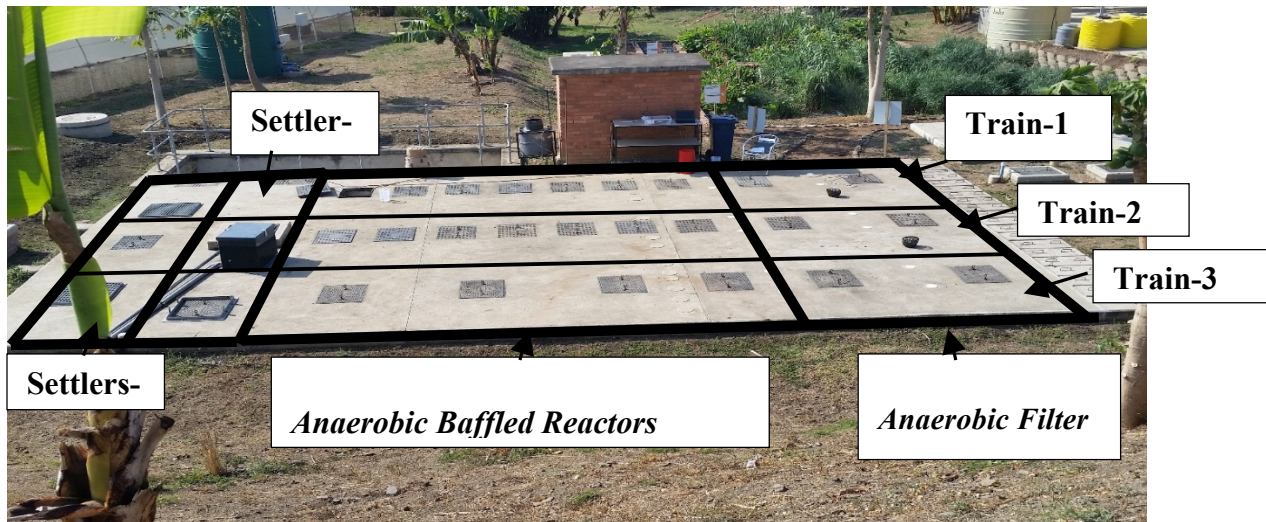 Settler-
Train-1
Train-2
Train-3
Settlers-
Anaerobic Baffled Reactors
Anaerobic Filter